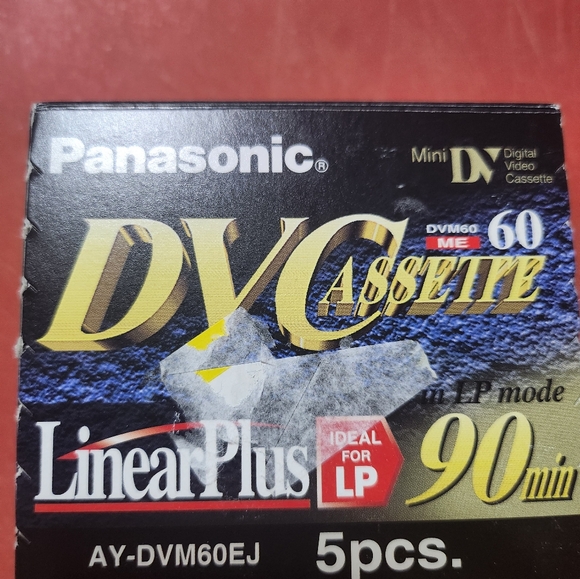 Panasonic®
Mini DV Digital Video Cassette
DVM60 ME 60
DVCASSETTE
in LP mode
LinearPlus
IDEAL FOR LP
90min
AY-DVM60EJ 5pcs.